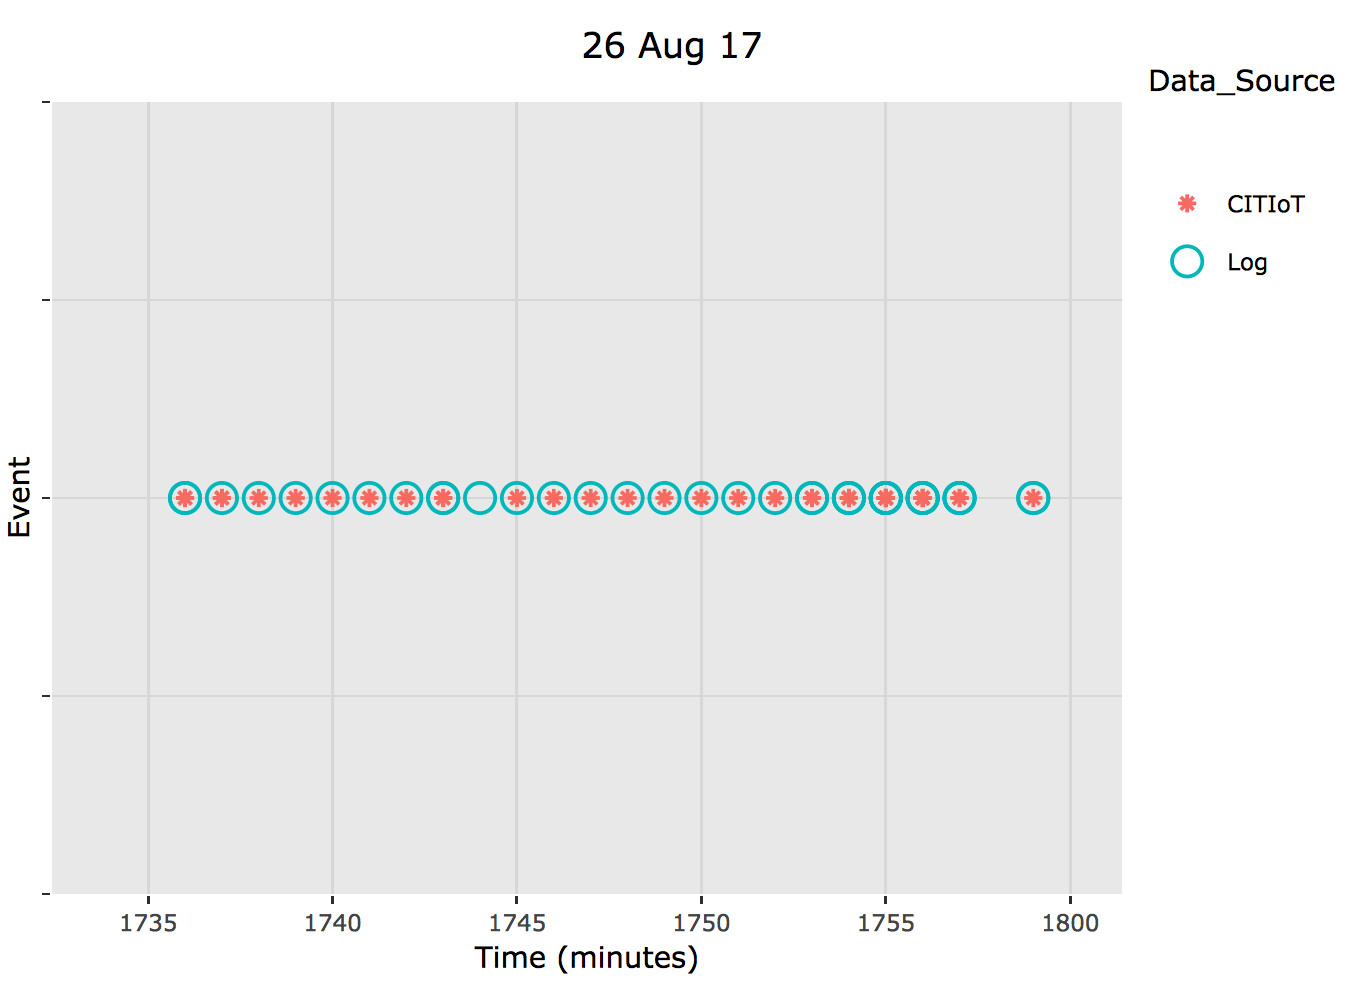 26 Aug 17
Data_Source
CITIoT
Log
Event
1735 1740 1745 1750 1755 1800
Time (minutes)